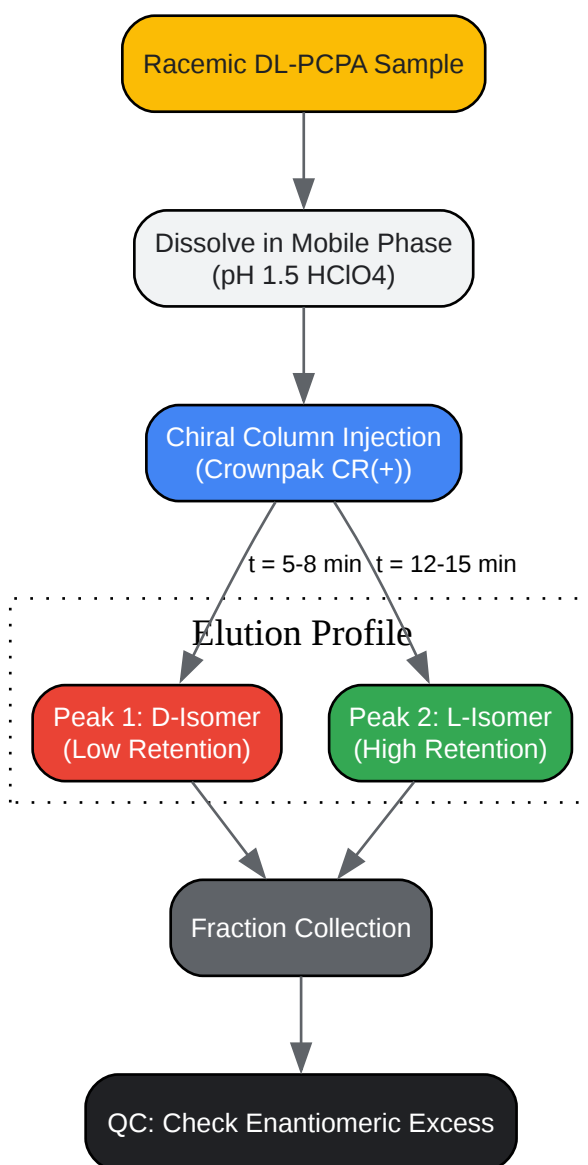 Racemic DL-PCPA Sample
Dissolve in Mobile Phase
(pH 1.5 HClO4)
Chiral Column Injection
(Crownpak CR(+))
t = 5-8 min
t = 12-15 min
Elution Profile
Peak 1: D-Isomer
(Low Retention)
Peak 2: L-Isomer
(High Retention)
Fraction Collection
QC: Check Enantiomeric Excess